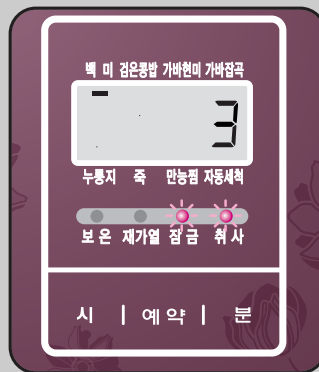 백 미 검은콩밥 가바현미 가바잡곡
3
누룽지 죽 만능찜 자동세척
보 온 재가열 잠 금 취 사
시 | 예 약 | 분